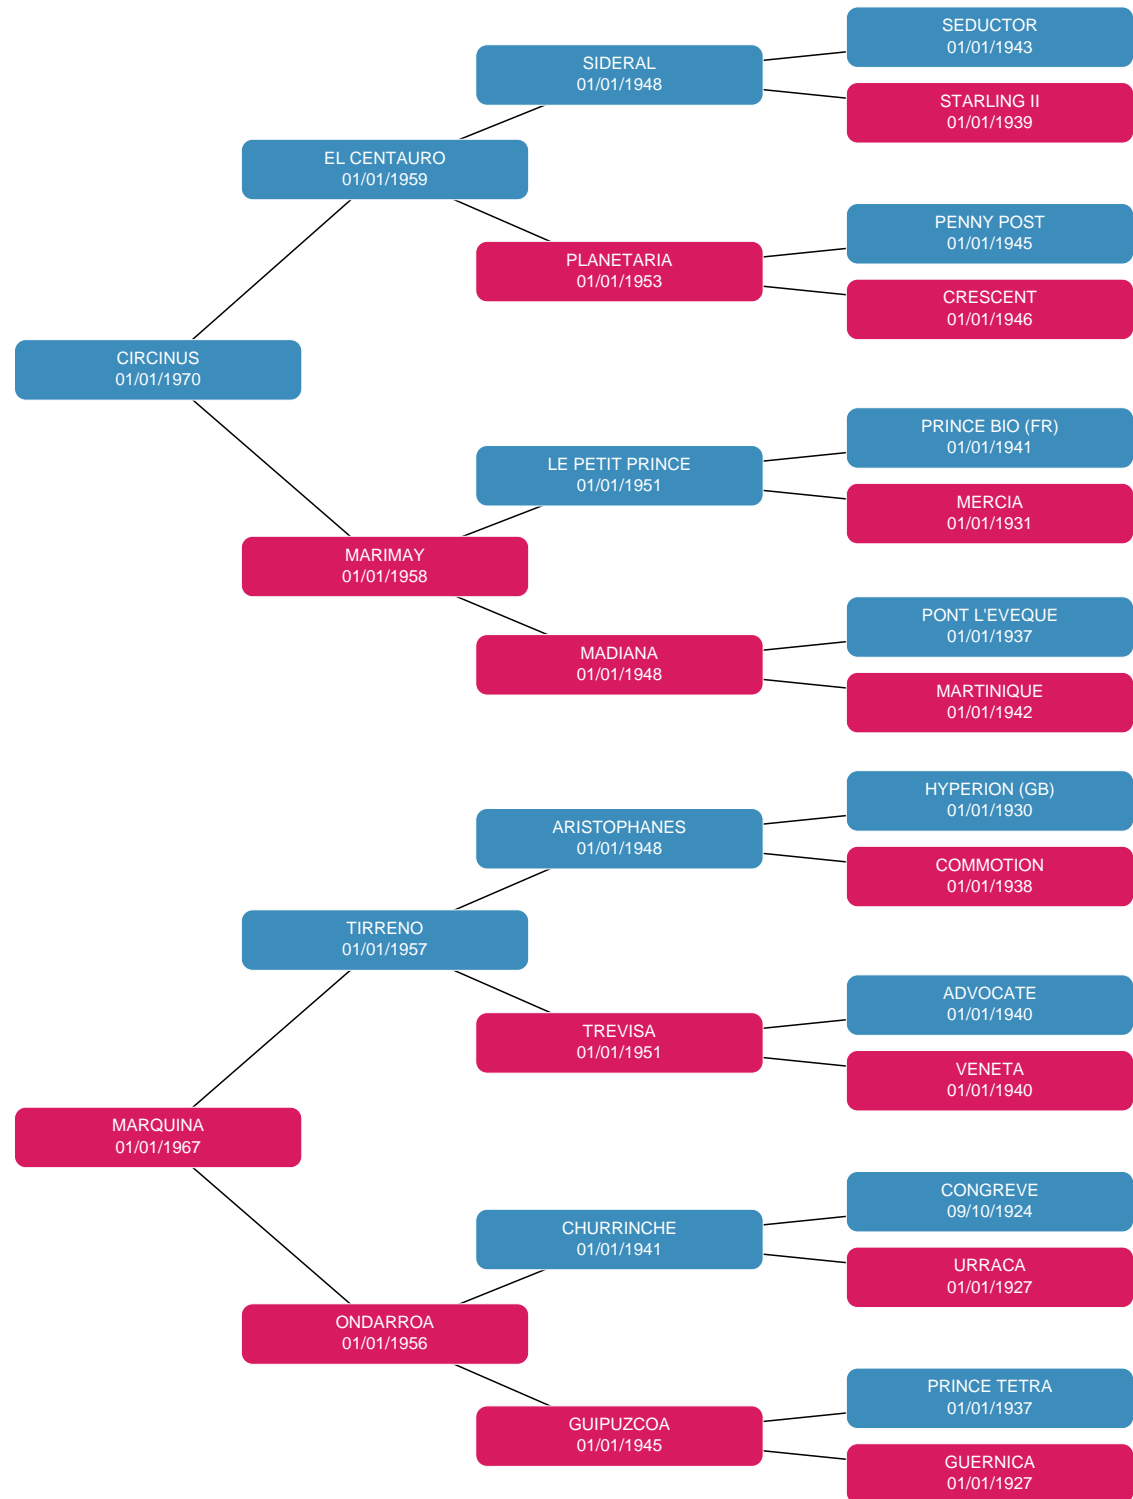 SEDUCTOR
01/01/1943
SIDERAL
01/01/1948
STARLING II
01/01/1939
EL CENTAURO
01/01/1959
PENNY POST
01/01/1945
PLANETARIA
01/01/1953
CRESCENT
01/01/1946
CIRCINUS
01/01/1970
PRINCE BIO (FR)
01/01/1941
LE PETIT PRINCE
01/01/1951
MERCIA
01/01/1931
MARIMAY
01/01/1958
PONT L'EVEQUE
01/01/1937
MADIANA
01/01/1948
MARTINIQUE
01/01/1942
HYPERION (GB)
01/01/1930
ARISTOPHANES
01/01/1948
COMMOTION
01/01/1938
TIRRENO
01/01/1957
ADVOCATE
01/01/1940
TREVISA
01/01/1951
VENETA
01/01/1940
MARQUINA
01/01/1967
CONGREVE
09/10/1924
CHURRINCHE
01/01/1941
URRACA
01/01/1927
ONDARROA
01/01/1956
PRINCE TETRA
01/01/1937
GUIPUZCOA
01/01/1945
GUERNICA
01/01/1927